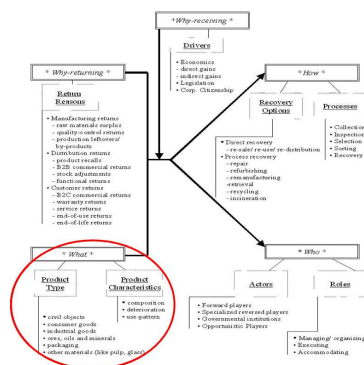 * Why-receiving *
Drivers
• Economics
- direct gains
- indirect gains
• Legislation
• Corp. Citizenship
* Why-returning *
Return
Reasons
• Manufacturing returns
- raw materials surplus
- quality-control returns
- production leftovers/
by-products
• Distribution returns
- product recalls
- B2B commercial returns
- stock adjustments
- functional returns
• Customer returns
- B2C commercial returns
- warranty returns
- service returns
- end-of-use returns
- end-of-life returns
* How *
Recovery
Options
• Direct recovery
- re-sale/ re-use/ re-distribution
• Process recovery
- repair
- refurbishing
- remanufacturing
-retrieval
- recycling
- incineration
Processes
• Collection
• Inspection
• Selection
• Sorting
• Recovery
* What *
Product
Type
• civil objects
• consumer goods
• industrial goods
• ores, oils and minerals
• packaging
• other materials (like pulp, glass)
Product
Characteristics
• composition
• deterioration
• use-pattern
* Who *
Actors
• Forward players
• Specialized reversed players
• Governmental institutions
• Opportunistic Players
Roles
• Managing/ organizing
• Executing
• Accommodating